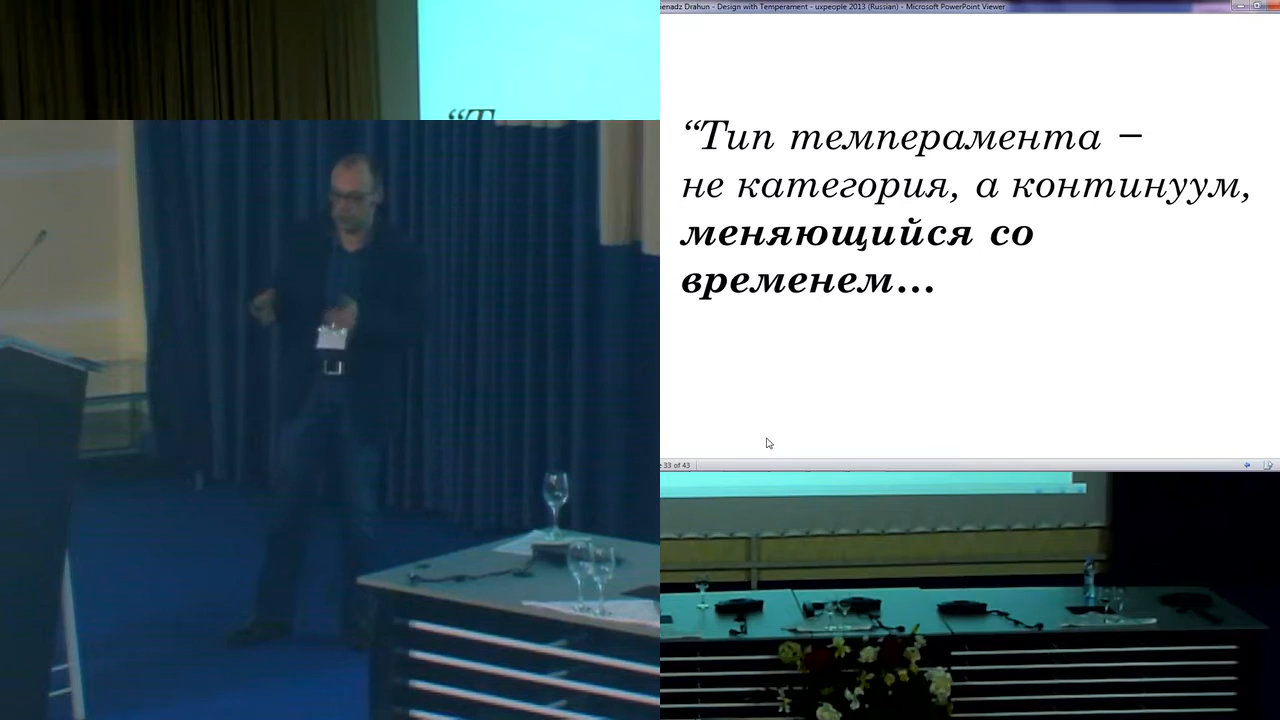 enadz Drahun - Design with Temperament - uxpeople 2013 (Russian) - Microsoft PowerPoint Viewer
“Т
“Тип темперамента –
не категория, а континуум,
меняющийся со
временем...
33 of 43